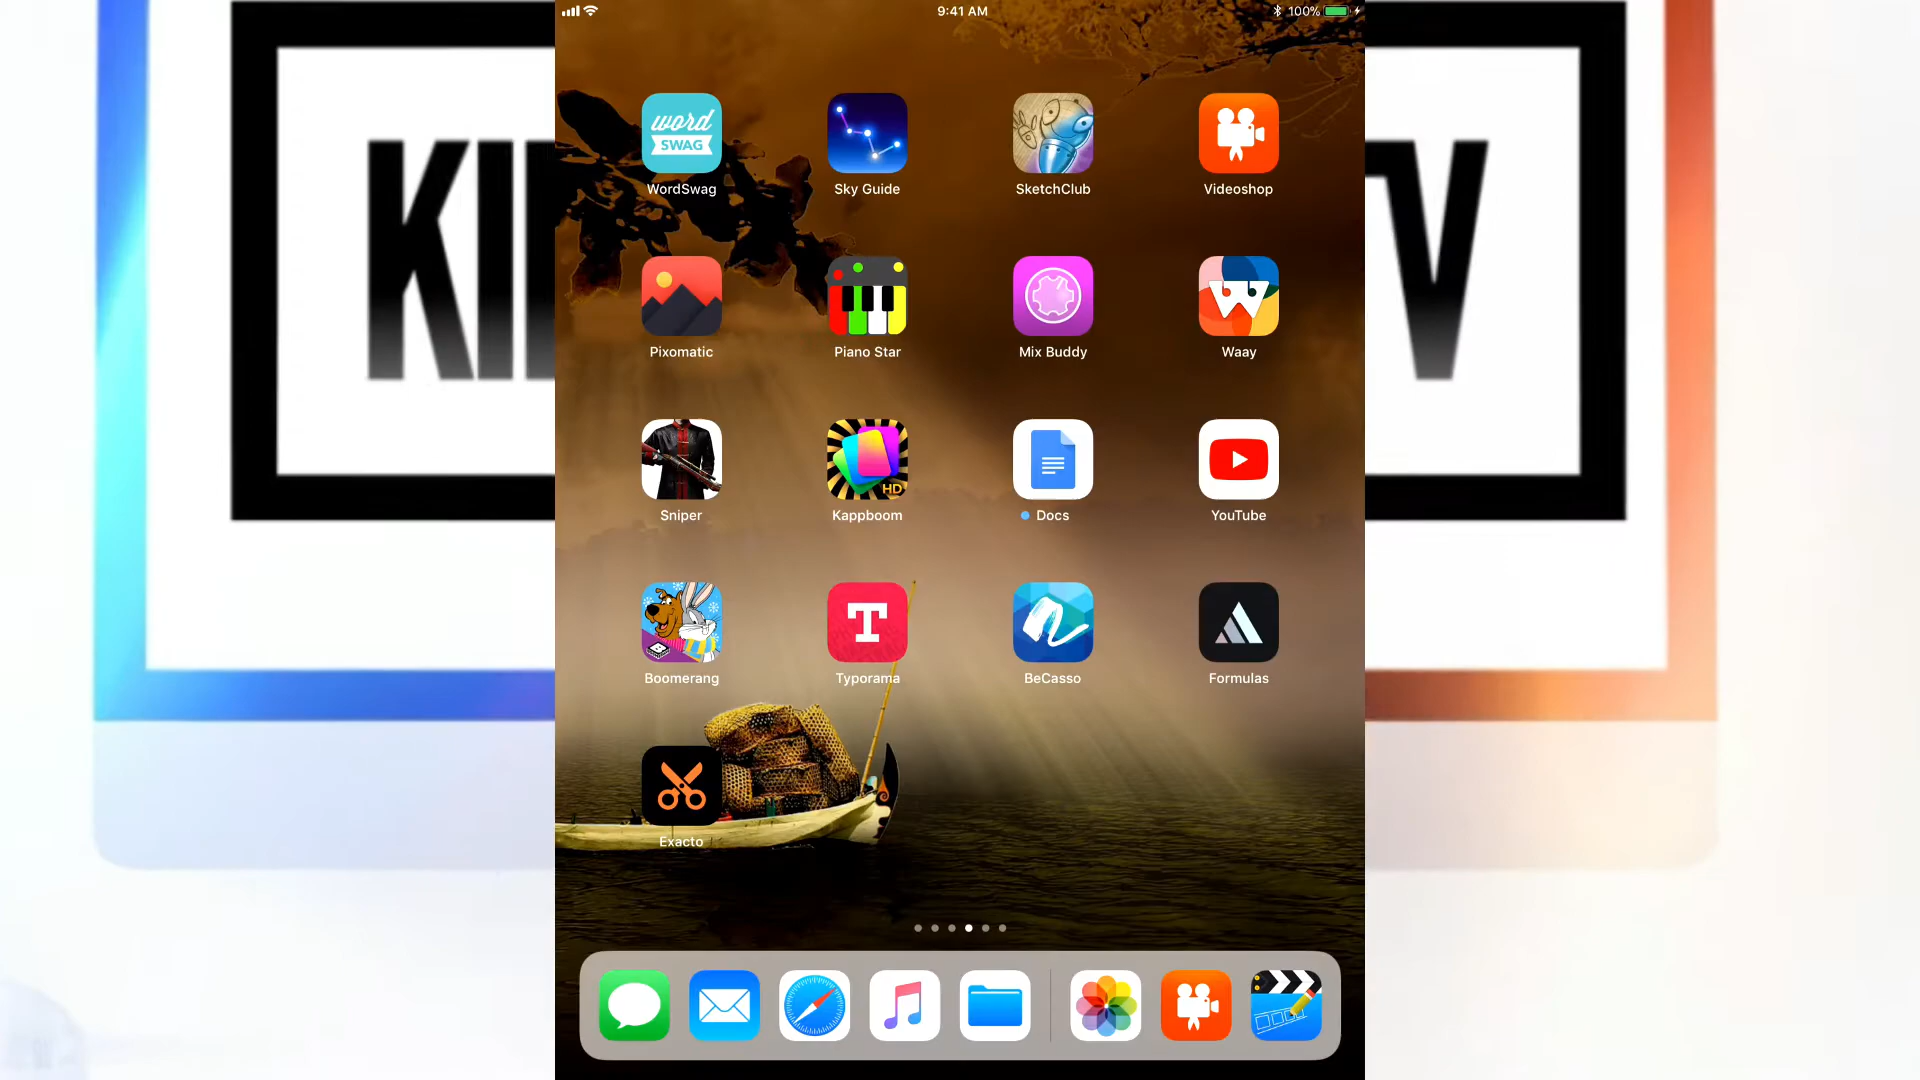 9:41 AM
100%
word
SWAG
WordSwag
Sky Guide
SketchClub
Videoshop
KI
TV
Pixomatic
Piano Star
Mix Buddy
W
Waay
HD
Sniper
Kappboom
Docs
YouTube
T
Boomerang
Typorama
BeCasso
Formulas
Exacto